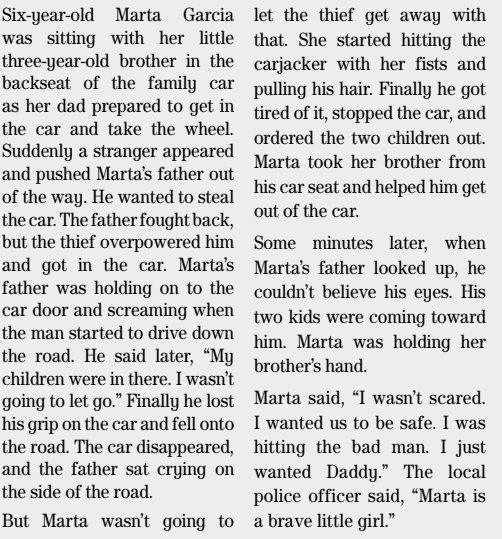 Six-year-old Marta Garcia
was sitting with her little
three-year-old brother in the
backseat of the family car
as her dad prepared to get in
the car and take the wheel.
Suddenly a stranger appeared
and pushed Marta's father out
of the way. He wanted to steal
the car. The father fought back,
but the thief overpowered him
and got in the car. Marta's
father was holding on to the
car door and screaming when
the man started to drive down
the road. He said later, “My
children were in there. I wasn't
going to let go.” Finally he lost
his grip on the car and fell onto
the road. The car disappeared,
and the father sat crying on
the side of the road.
But Marta wasn't going to
let the thief get away with
that. She started hitting the
carjacker with her fists and
pulling his hair. Finally he got
tired of it, stopped the car, and
ordered the two children out.
Marta took her brother from
his car seat and helped him get
out of the car.
Some minutes later, when
Marta's father looked up, he
couldn't believe his eyes. His
two kids were coming toward
him. Marta was holding her
brother's hand.
Marta said, “I wasn't scared.
I wanted us to be safe. I was
hitting the bad man. I just
wanted Daddy.” The local
police officer said, “Marta is
a brave little girl.”